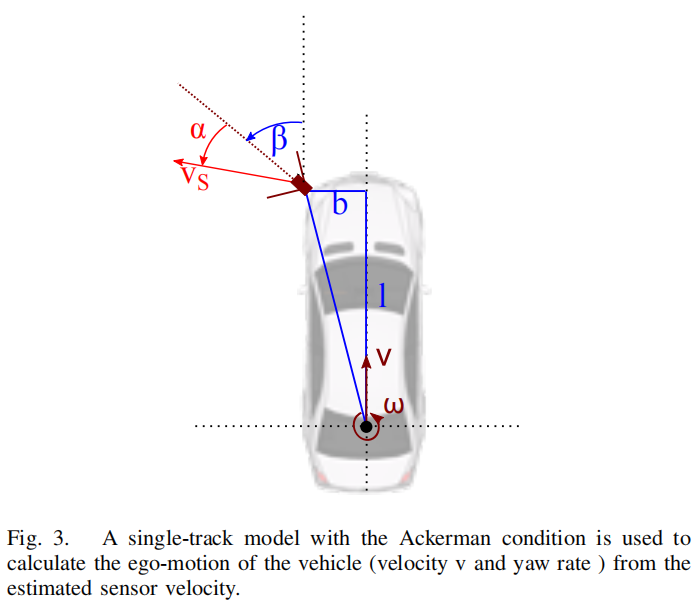 α
β
vS
b
l
v
ω
Fig. 3. A single-track model with the Ackerman condition is used to
calculate the ego-motion of the vehicle (velocity v and yaw rate ) from the
estimated sensor velocity.